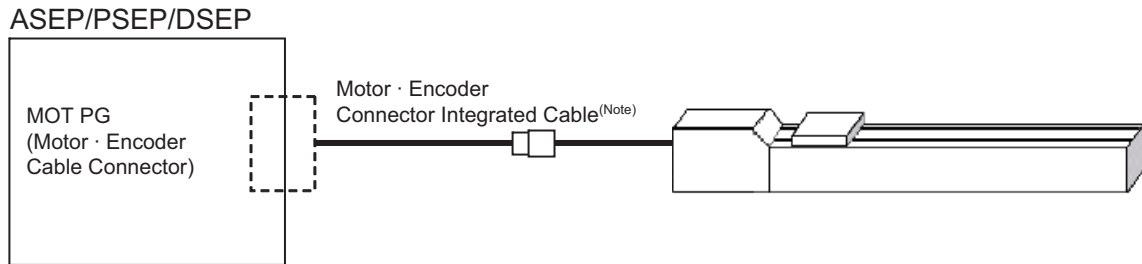 ASEP/PSEP/DSEP
MOT PG
(Motor · Encoder
Cable Connector)
Motor · Encoder
Connector Integrated Cable(Note)